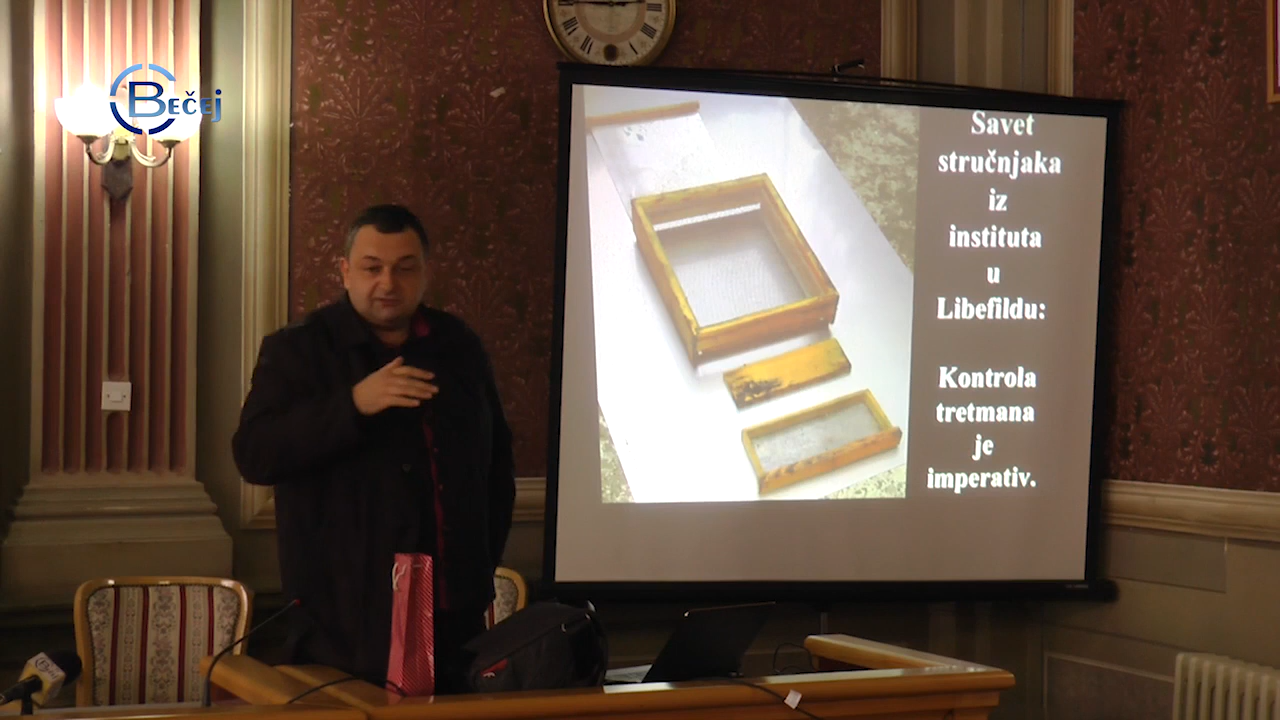 BEČEJ
Savet
stručnjaka
iz
instituta
u
Libefildu:
Kontrola
tretmana
je
imperativ.